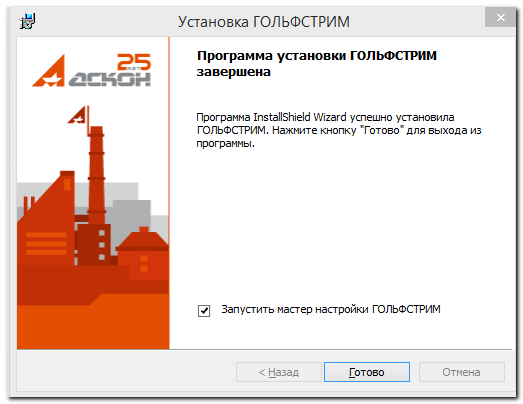 Установка ГОЛЬФСТРИМ
25
лет
АСКОН
Программа установки ГОЛЬФСТРИМ
завершена
Программа InstallShield Wizard успешно установила
ГОЛЬФСТРИМ. Нажмите кнопку "Готово" для выхода из
программы.
Запустить мастер настройки ГОЛЬФСТРИМ
< Назад
Готово
Отмена